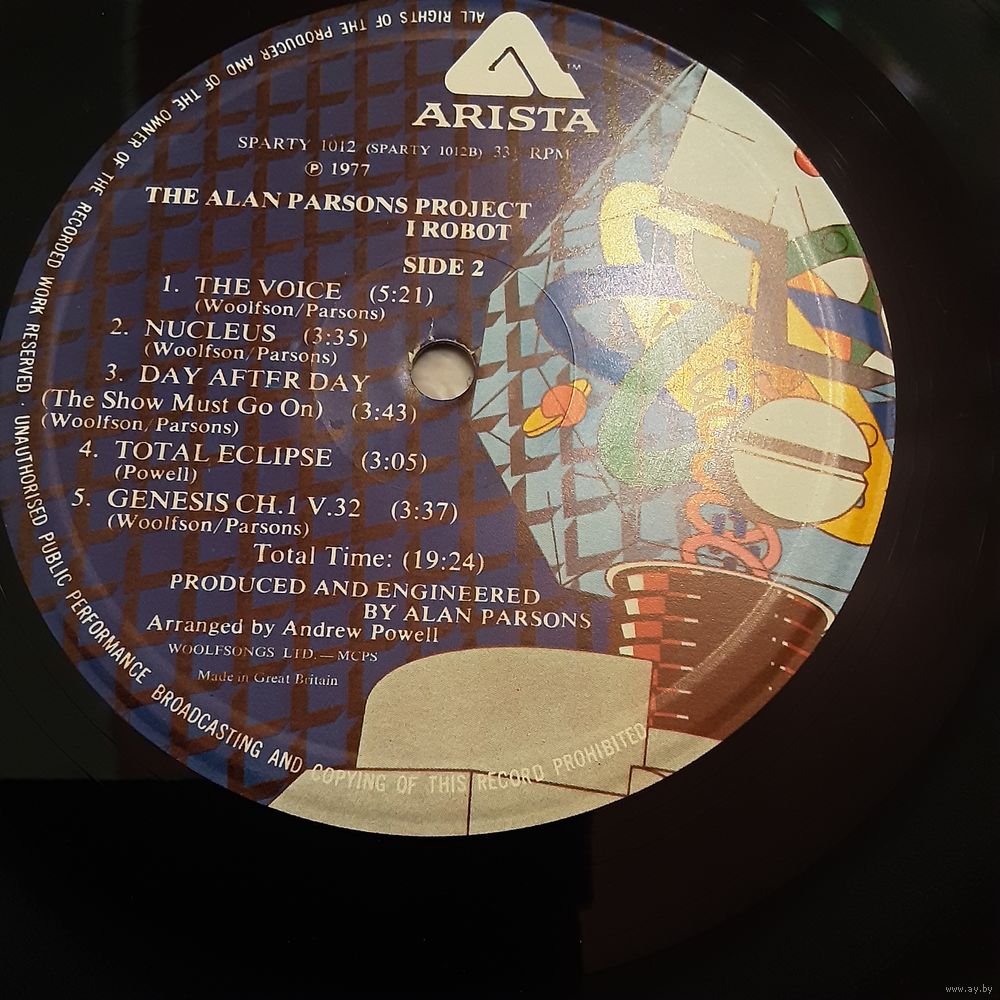 ARISTA
™
SPARTY 1012 (SPARTY 1012B) 33⅓ RPM
℗ 1977
THE ALAN PARSONS PROJECT
I ROBOT
SIDE 2
1. THE VOICE (5:21)
(Woolfson/Parsons)
2. NUCLEUS (3:35)
(Woolfson/Parsons)
3. DAY AFTER DAY
(The Show Must Go On) (3:43)
(Woolfson/Parsons)
4. TOTAL ECLIPSE (3:05)
(Powell)
5. GENESIS CH.1 V.32 (3:37)
(Woolfson/Parsons)
Total Time: (19:24)
PRODUCED AND ENGINEERED
BY ALAN PARSONS
Arranged by Andrew Powell
WOOLFSONGS LTD.—MCPS
Made in Great Britain
ALL RIGHTS OF THE PRODUCER AND OF THE OWNER OF THE RECORDED WORK RESERVED · UNAUTHORISED PUBLIC PERFORMANCE BROADCASTING AND COPYING OF THIS RECORD PROHIBITED
www.ay.by